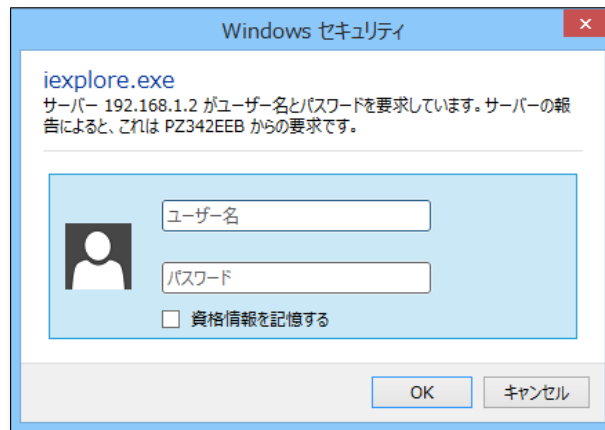 Windows セキュリティ
iexplore.exe
サーバー 192.168.1.2 がユーザー名とパスワードを要求しています。サーバーの報
告によると、これは PZ342EEB からの要求です。
ユーザー名
パスワード
資格情報を記憶する
OK キャンセル